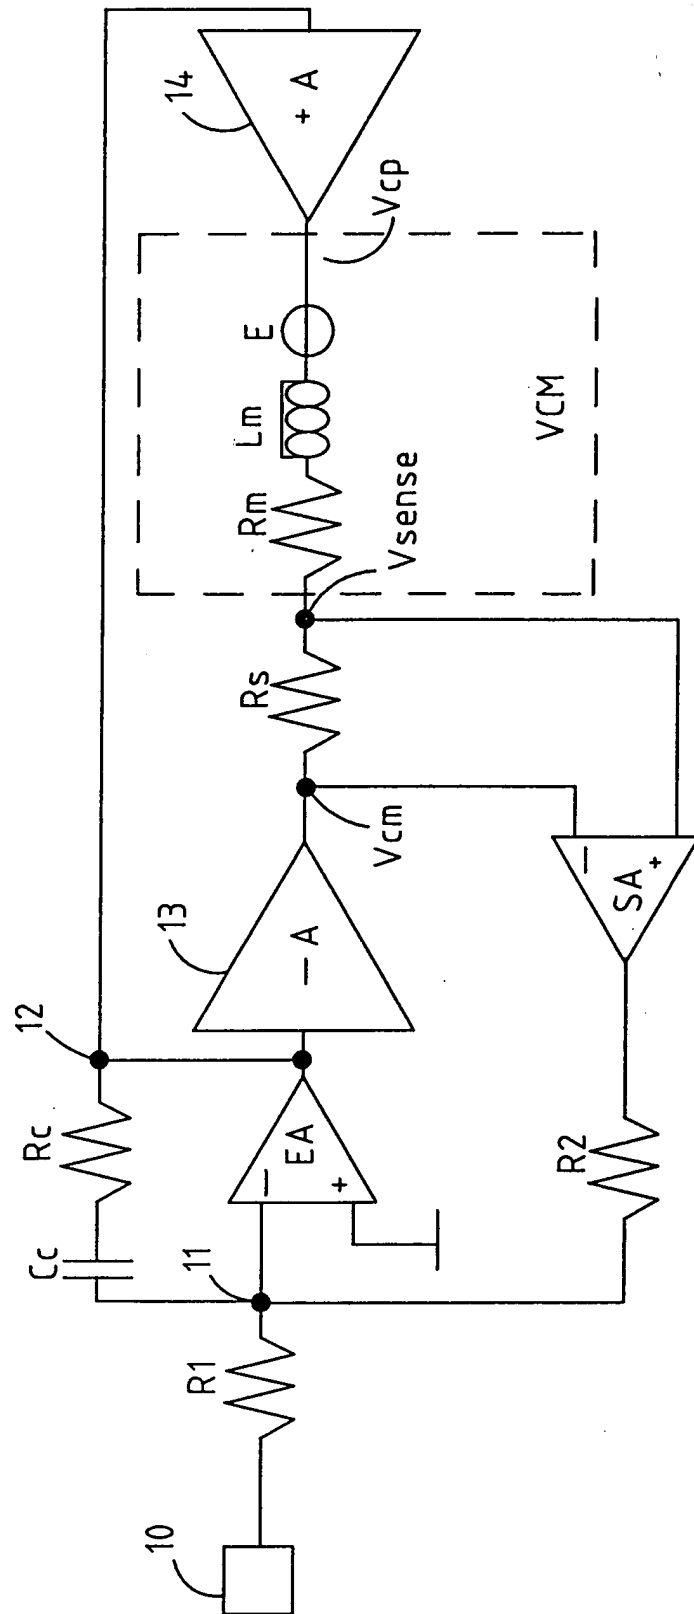 10
R1
11
Cc
Rc
12
−
EA
+
13
− A
Vcm
Rs
Vsense
Rm
Lm
E
Vcp
VCM
14
+ A
−
SA
+
R2